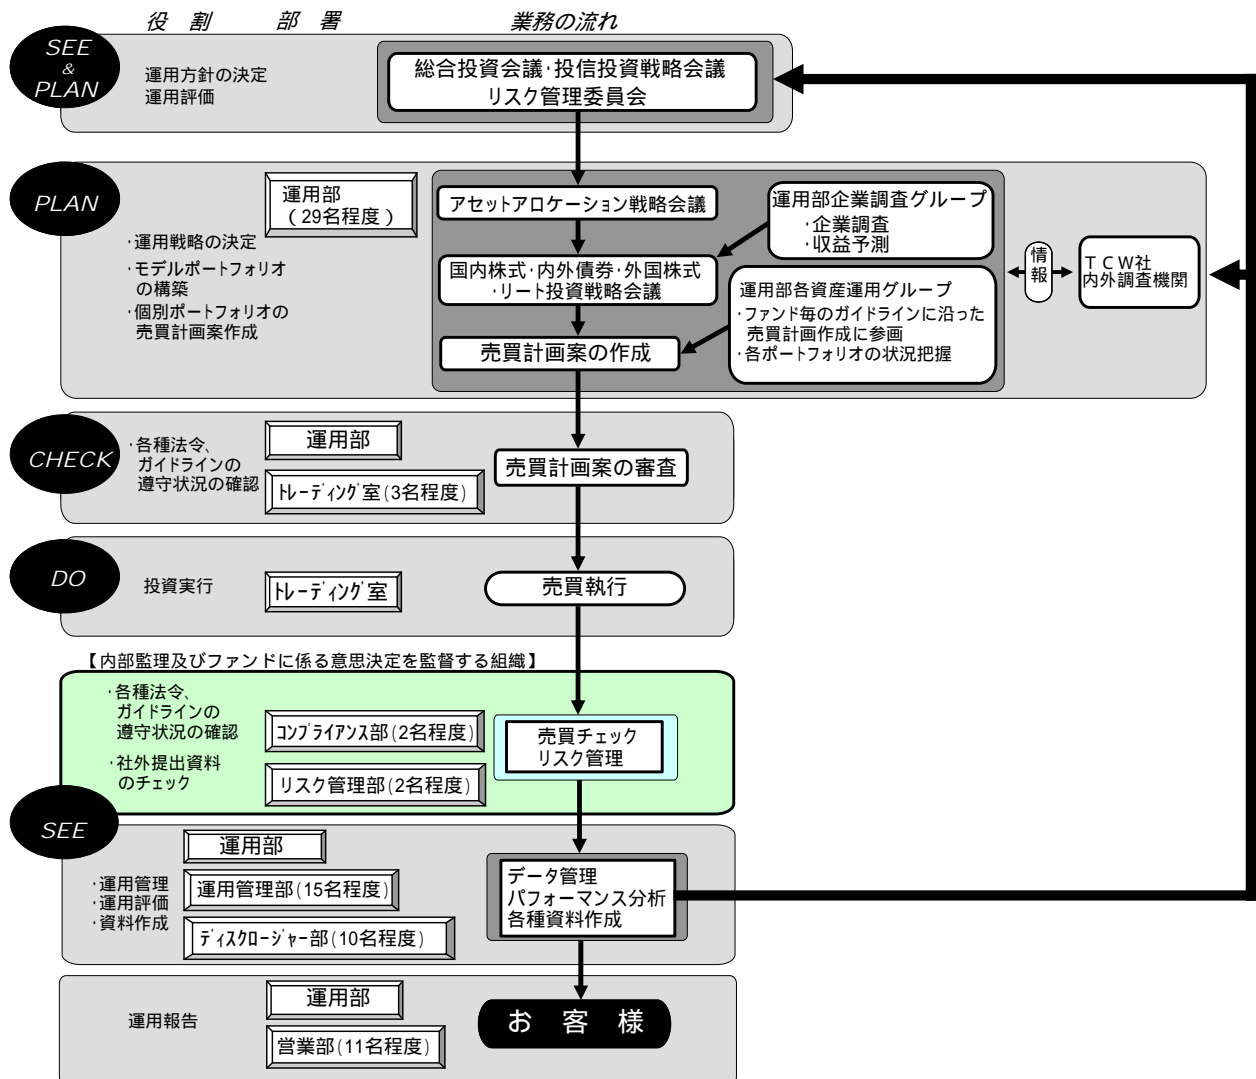 役 割 部 署 業務の流れ
SEE
&
PLAN
運用方針の決定
運用評価
総合投資会議・投信投資戦略会議
リスク管理委員会
PLAN
・運用戦略の決定
・モデルポートフォリオ
の構築
・個別ポートフォリオの
売買計画案作成
運用部
(29名程度)
アセットアロケーション戦略会議
国内株式・内外債券・外国株式
・リート投資戦略会議
売買計画案の作成
運用部企業調査グループ
・企業調査
・収益予測
運用部各資産運用グループ
・ファンド毎のガイドラインに沿った
売買計画作成に参画
・各ポートフォリオの状況把握
情報
TCW社
内外調査機関
CHECK
・各種法令、
ガイドラインの
遵守状況の確認
運用部
トレーディング室(3名程度)
売買計画案の審査
DO
投資実行
トレーディング室
売買執行
【内部監理及びファンドに係る意思決定を監督する組織】
・各種法令、
ガイドラインの
遵守状況の確認
・社外提出資料
のチェック
コンプライアンス部(2名程度)
リスク管理部(2名程度)
売買チェック
リスク管理
SEE
・運用管理
・運用評価
・資料作成
運用部
運用管理部(15名程度)
ディスクロージャー部(10名程度)
データ管理
パフォーマンス分析
各種資料作成
運用報告
運用部
営業部(11名程度)
お 客 様